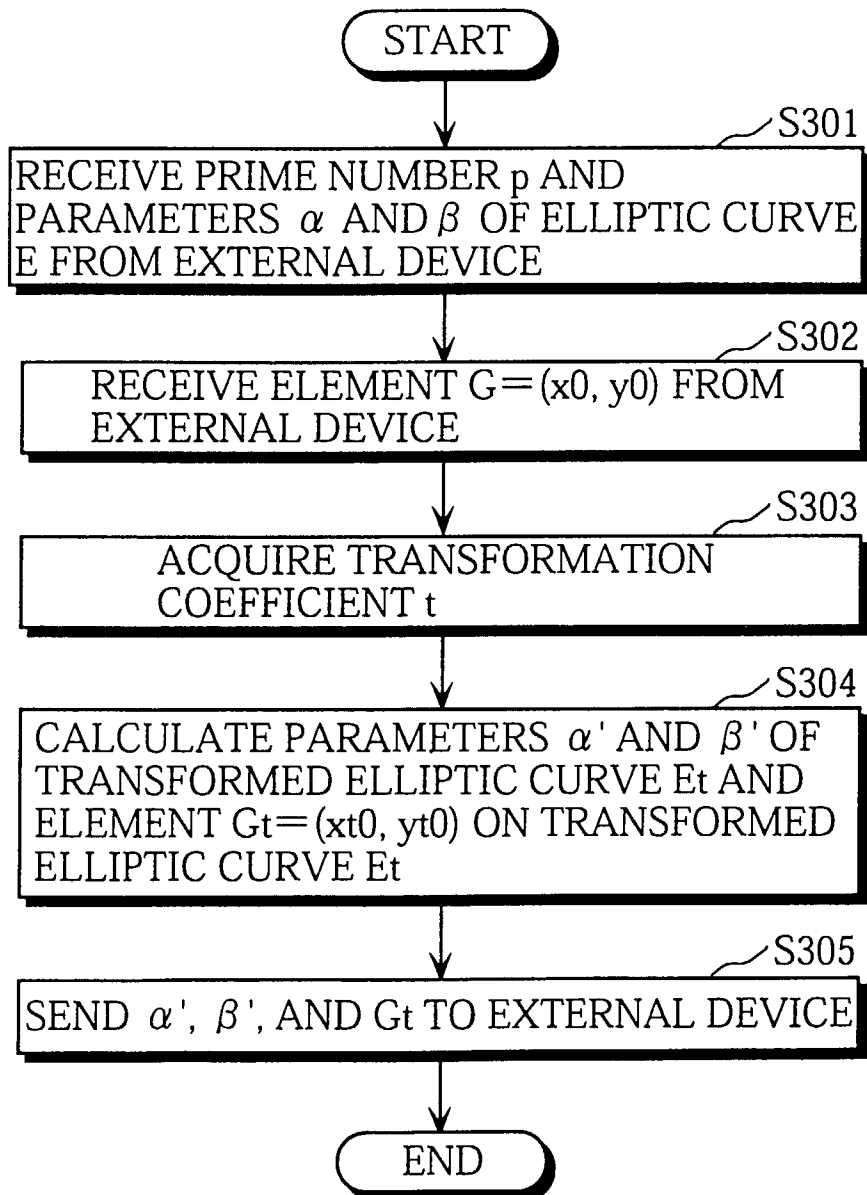 START
S301
RECEIVE PRIME NUMBER p AND
PARAMETERS α AND β OF ELLIPTIC CURVE
E FROM EXTERNAL DEVICE
S302
RECEIVE ELEMENT G=(x0, y0) FROM
EXTERNAL DEVICE
S303
ACQUIRE TRANSFORMATION
COEFFICIENT t
S304
CALCULATE PARAMETERS α' AND β' OF
TRANSFORMED ELLIPTIC CURVE Et AND
ELEMENT Gt=(xt0, yt0) ON TRANSFORMED
ELLIPTIC CURVE Et
S305
SEND α', β', AND Gt TO EXTERNAL DEVICE
END